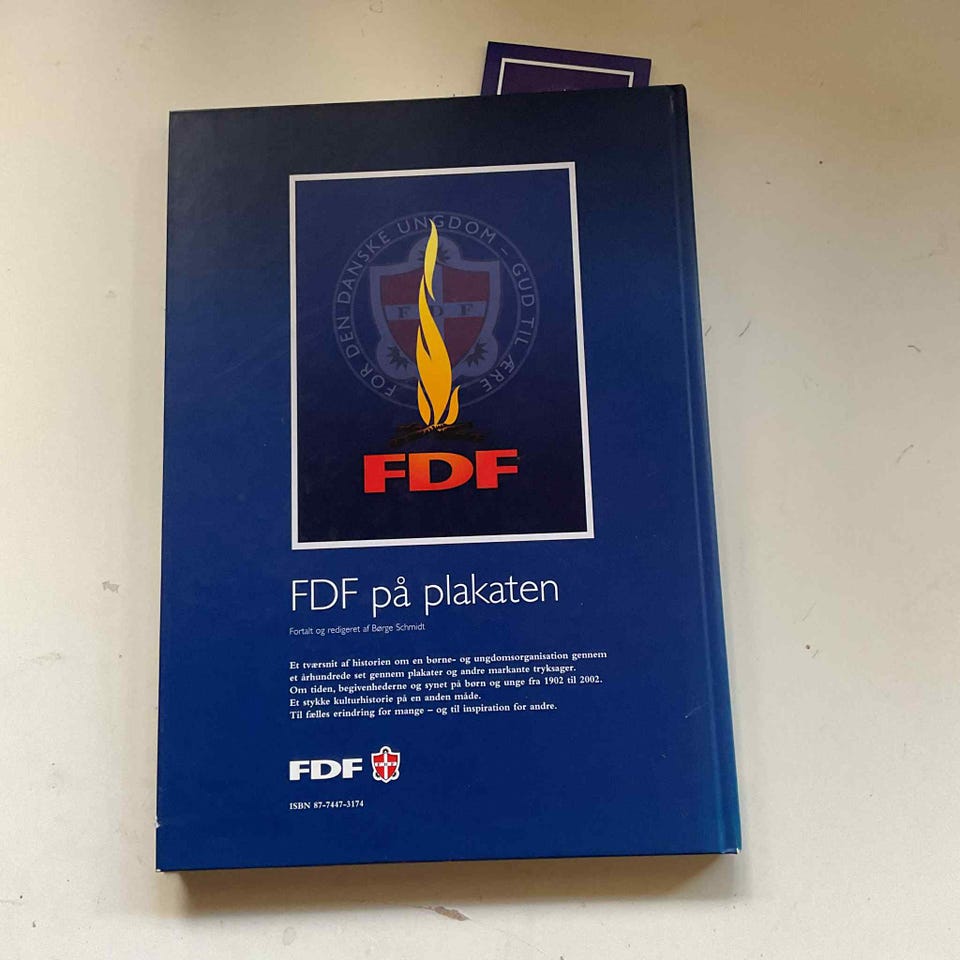 FOR DEN DANSKE UNGDOM – GUD TIL ÆRE
FDF
FDF
FDF på plakaten
Fortalt og redigeret af Børge Schmidt
Et tværsnit af historien om en børne- og ungdomsorganisation gennem
et århundrede set gennem plakater og andre markante tryksager.
Om tiden, begivenhederne og synet på børn og unge fra 1902 til 2002.
Et stykke kulturhistorie på en anden måde.
Til fælles erindring for mange – og til inspiration for andre.
FDF FDF
ISBN 87-7447-3174